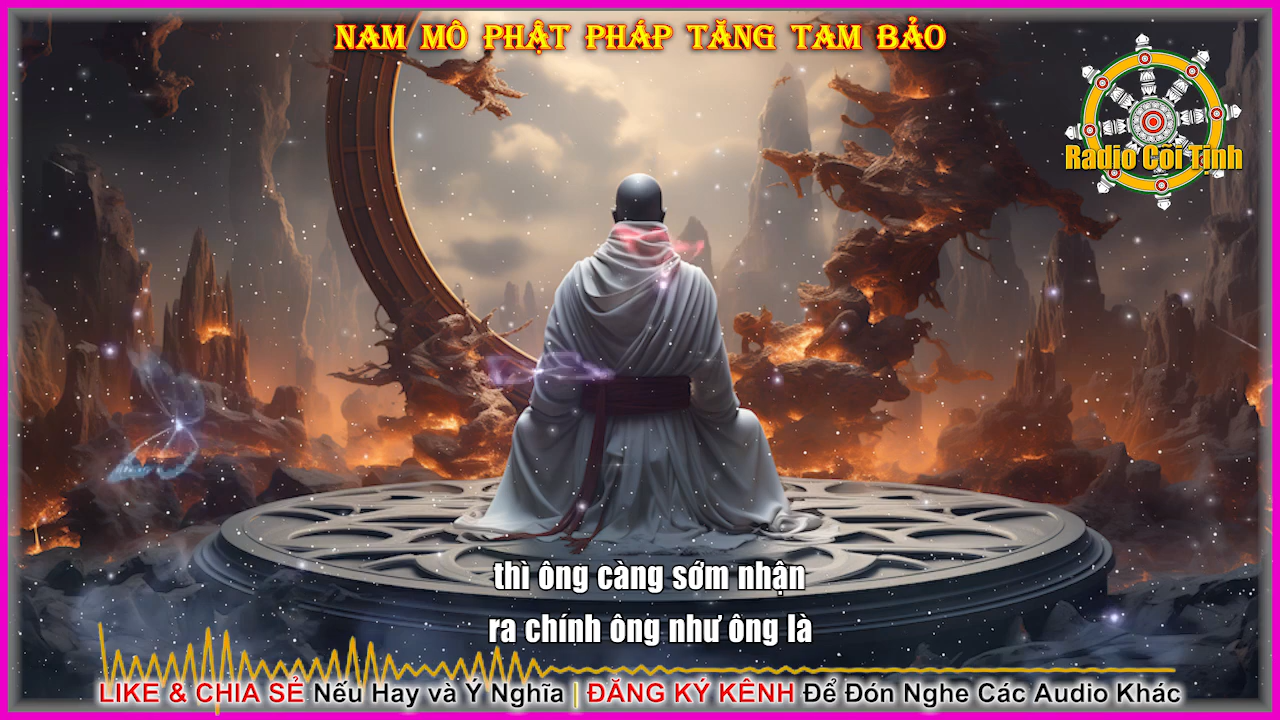 NAM MÔ PHẬT PHÁP TĂNG TAM BẢO
Radio Cõi Tịnh
thì ông càng sớm nhận
ra chính ông như ông là
LIKE & CHIA SẺ Nếu Hay và Ý Nghĩa | ĐĂNG KÝ KÊNH Để Đón Nghe Các Audio Khác